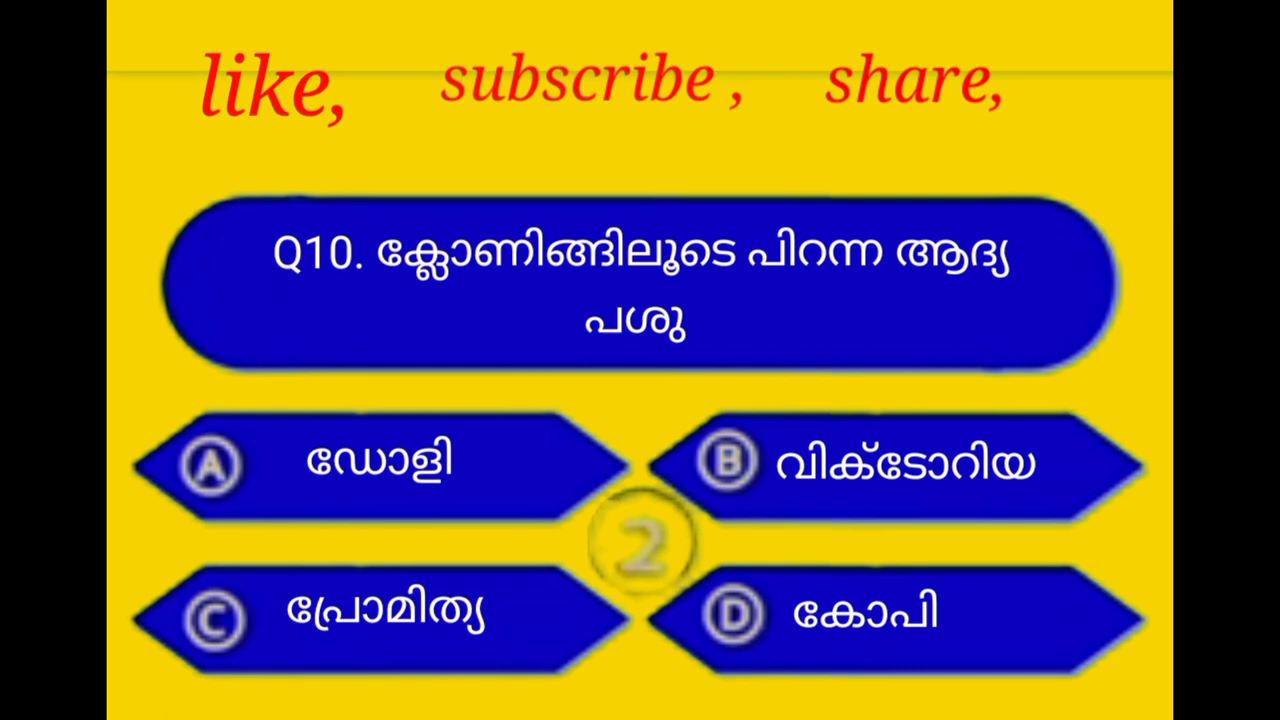 like, subscribe , share,
Q10. ക്ലോണിങ്ങിലൂടെ പിറന്ന ആദ്യ
പശു
A ഡോളി
B വിക്ടോറിയ
2
C പ്രോമിത്യ
D കോപി